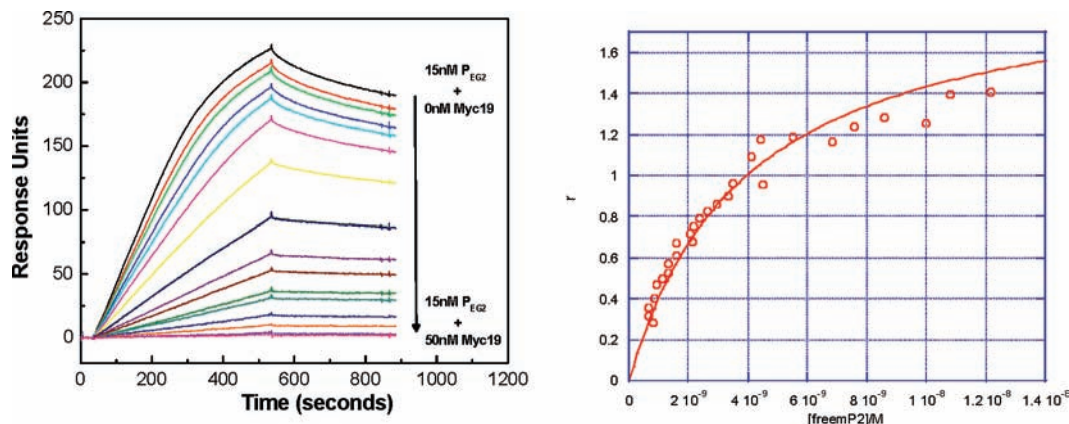 250
200
150
100
50
0
Response Units
0 200 400 600 800 1000 1200
Time (seconds)
15nM P_EG2
+
0nM Myc19
15nM P_EG2
+
50nM Myc19
1.6
1.4
1.2
1
0.8
0.6
0.4
0.2
0
r
0 2 10⁻⁹ 4 10⁻⁹ 6 10⁻⁹ 8 10⁻⁹ 1 10⁻⁸ 1.2 10⁻⁸ 1.4 10⁻⁸
[freemP2]/M